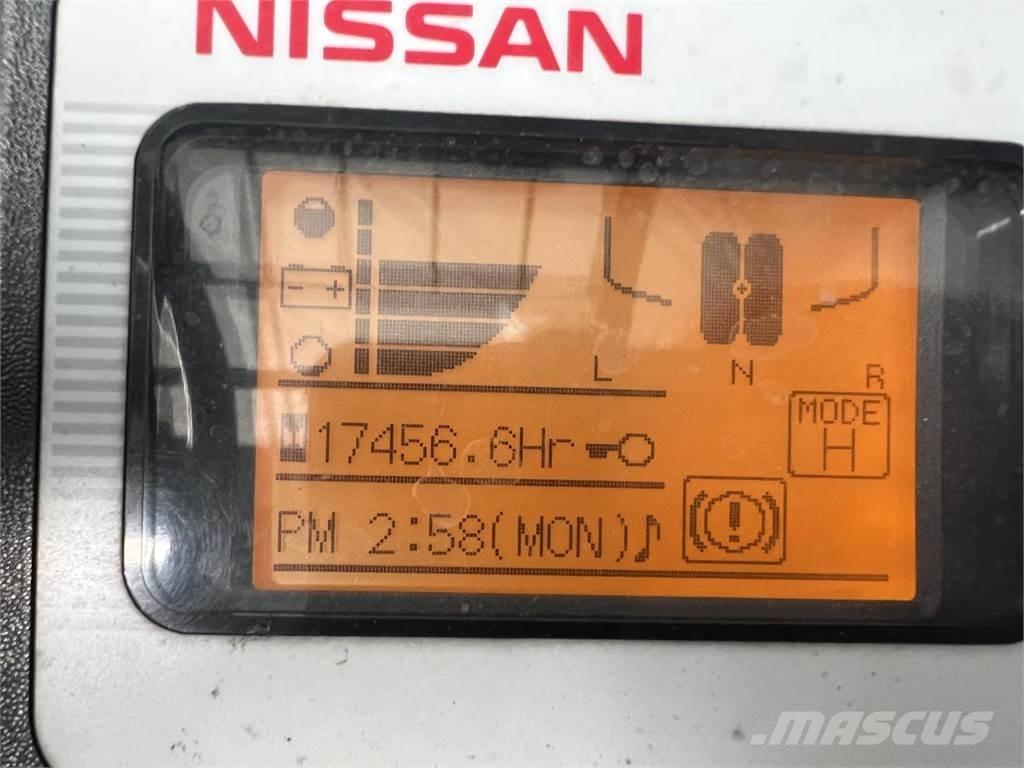 NISSAN
- +
L N R
MODE
H
17456.6Hr
PM 2:58(MON)♪
!
MASCUS